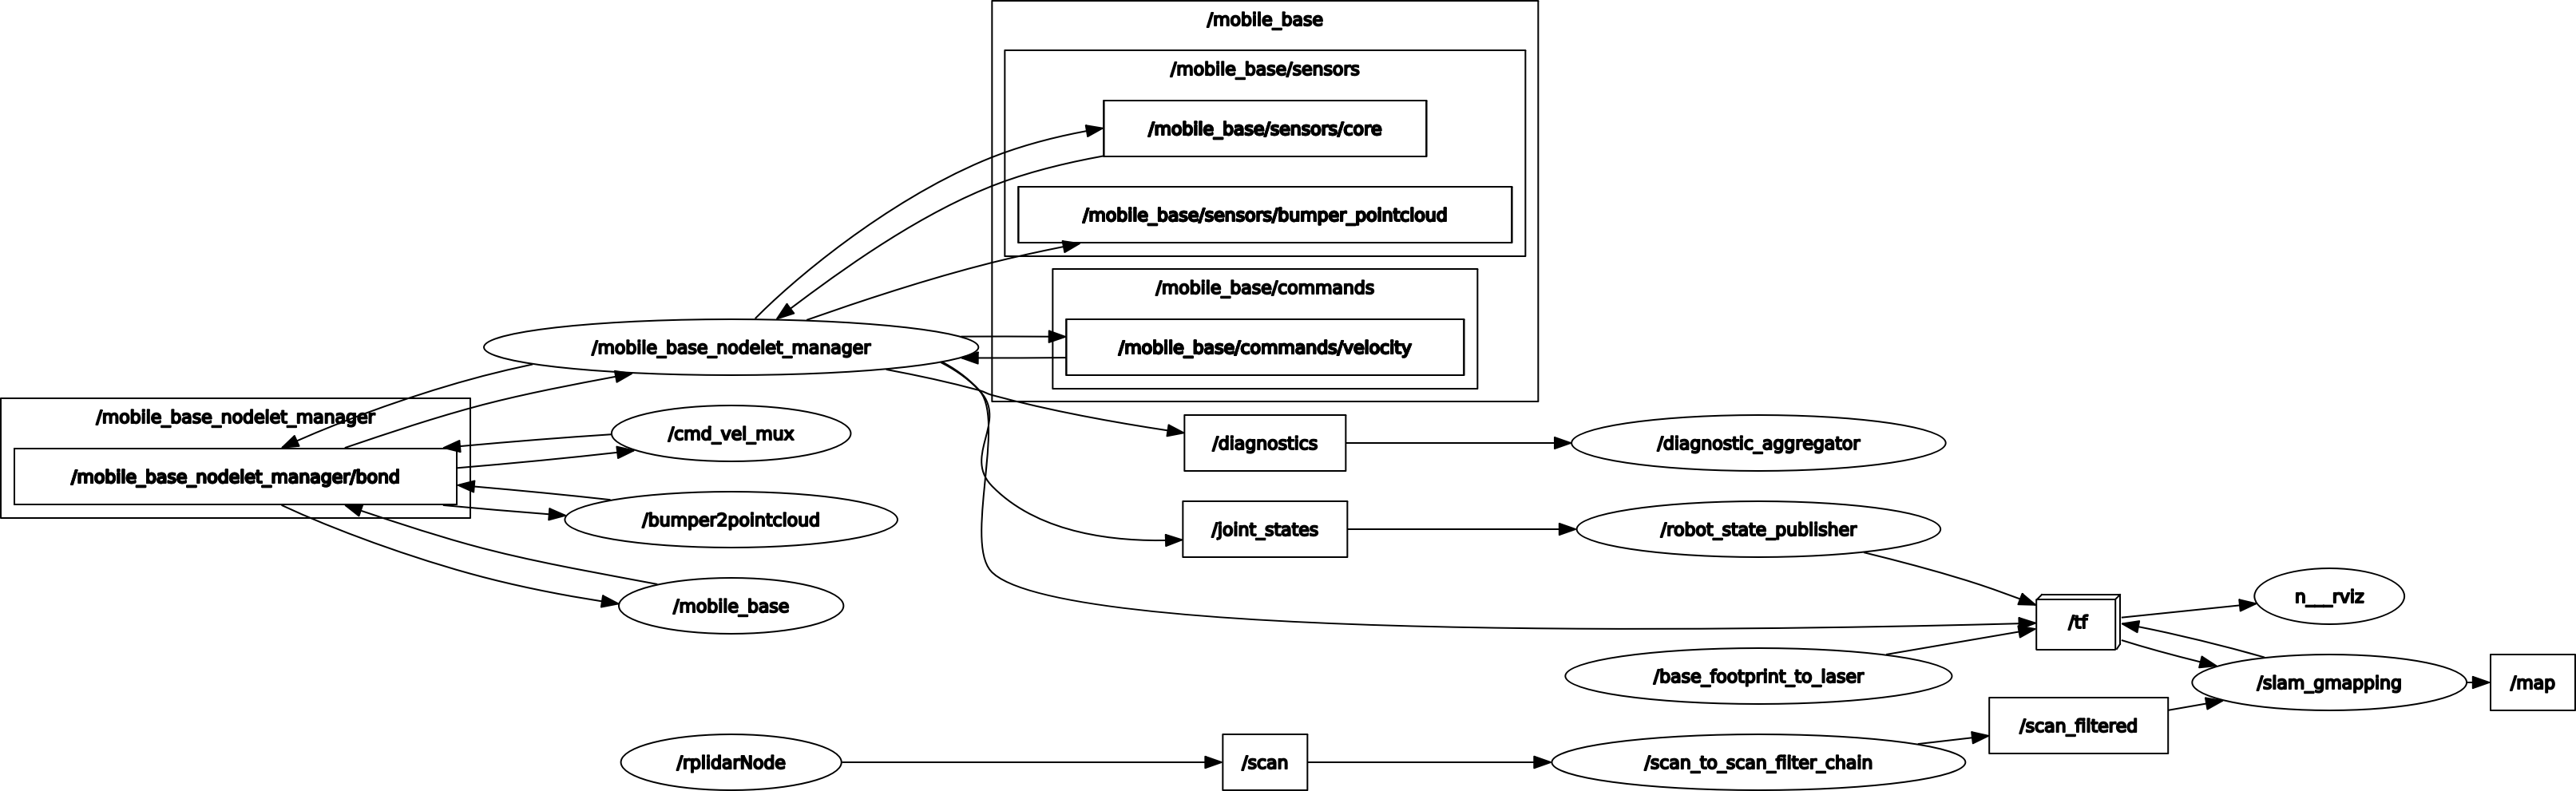 /mobile_base
/mobile_base/sensors
/mobile_base/sensors/core
/mobile_base/sensors/bumper_pointcloud
/mobile_base/commands
/mobile_base/commands/velocity
/mobile_base_nodelet_manager
/mobile_base_nodelet_manager
/mobile_base_nodelet_manager/bond
/cmd_vel_mux
/bumper2pointcloud
/mobile_base
/diagnostics
/diagnostic_aggregator
/joint_states
/robot_state_publisher
/tf
n___rviz
/base_footprint_to_laser
/slam_gmapping
/map
/scan_filtered
/rplidarNode
/scan
/scan_to_scan_filter_chain